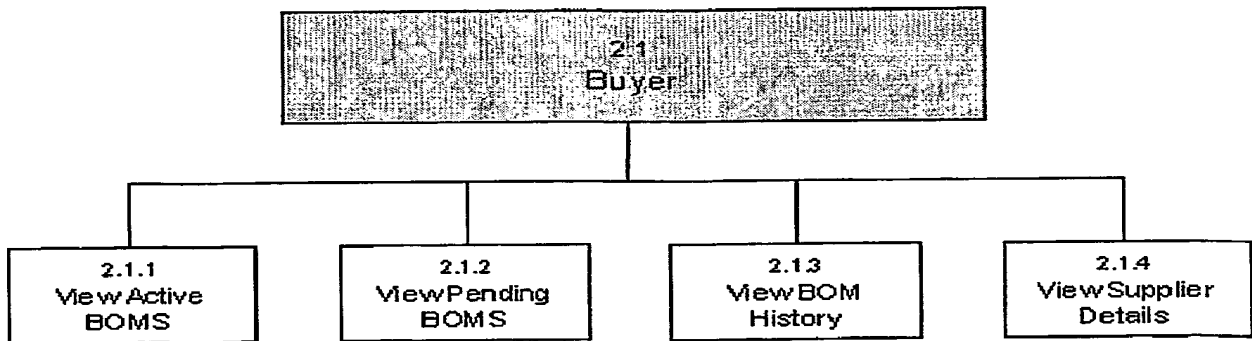 2.1
Buyer
2.1.1
View Active
BOMS
2.1.2
View Pending
BOMS
2.1.3
View BOM
History
2.1.4
View Supplier
Details